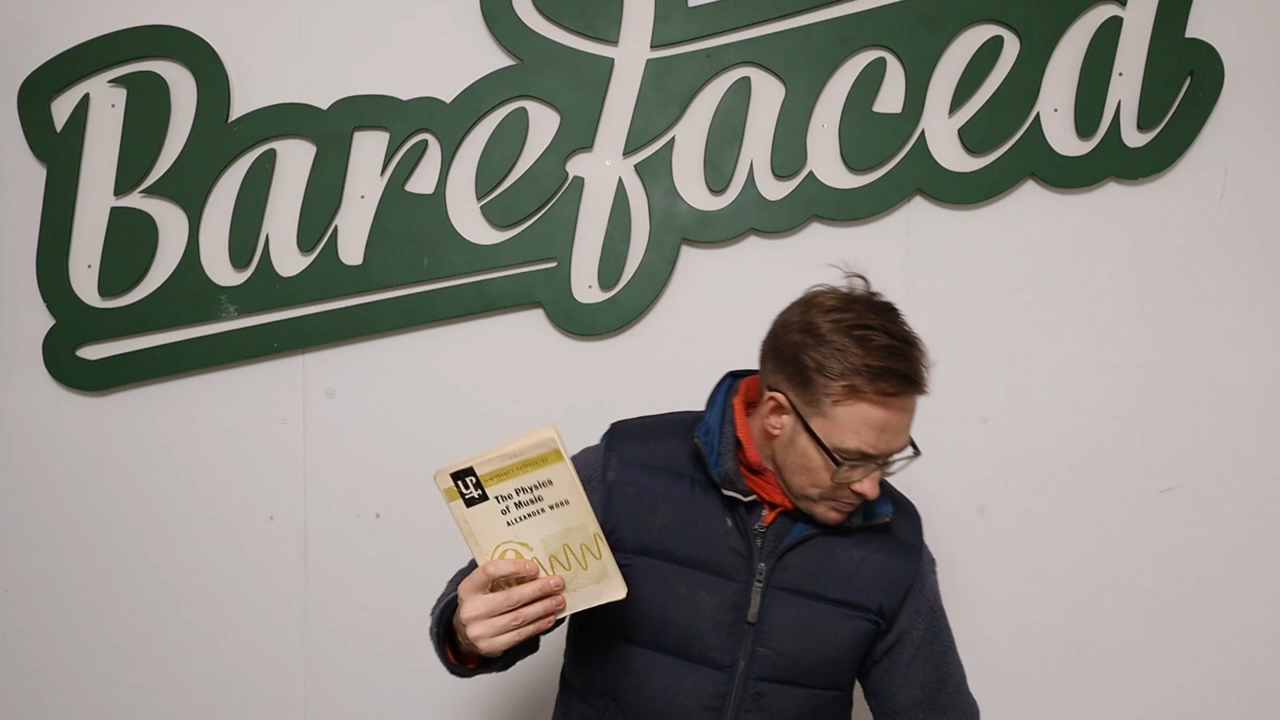 Barefaced
UP
The Physics
of Music
ALEXANDER WOOD